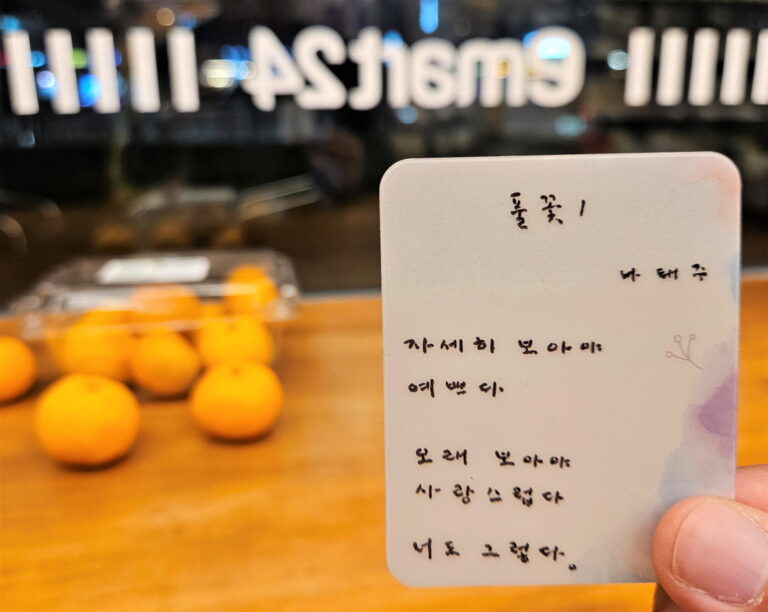 emart24
풀꽃 1
나태주
자세히 보아야
예쁘다.
오래 보아야
사랑스럽다
너도 그렇다.